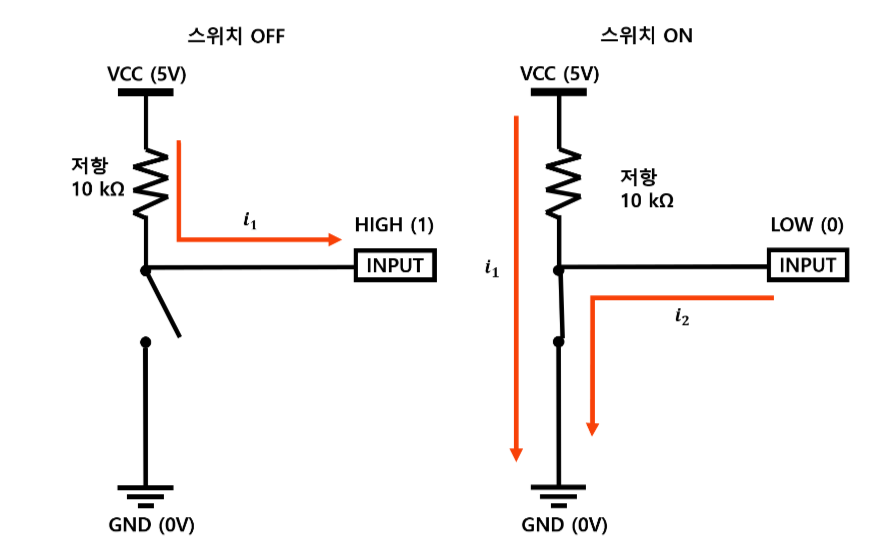 스위치 OFF
VCC (5V)
저항
10 kΩ
i₁
HIGH (1)
INPUT
GND (0V)
스위치 ON
VCC (5V)
저항
10 kΩ
LOW (0)
INPUT
i₁
i₂
GND (0V)